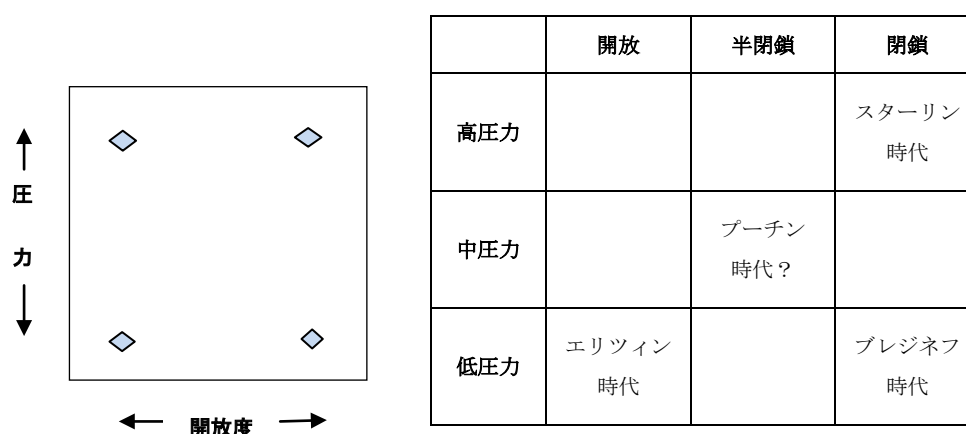 圧
力
開放度
開放 半閉鎖 閉鎖
高圧力 スターリン
時代
中圧力 プーチン
時代？
低圧力 エリツィン ブレジネフ
時代 時代